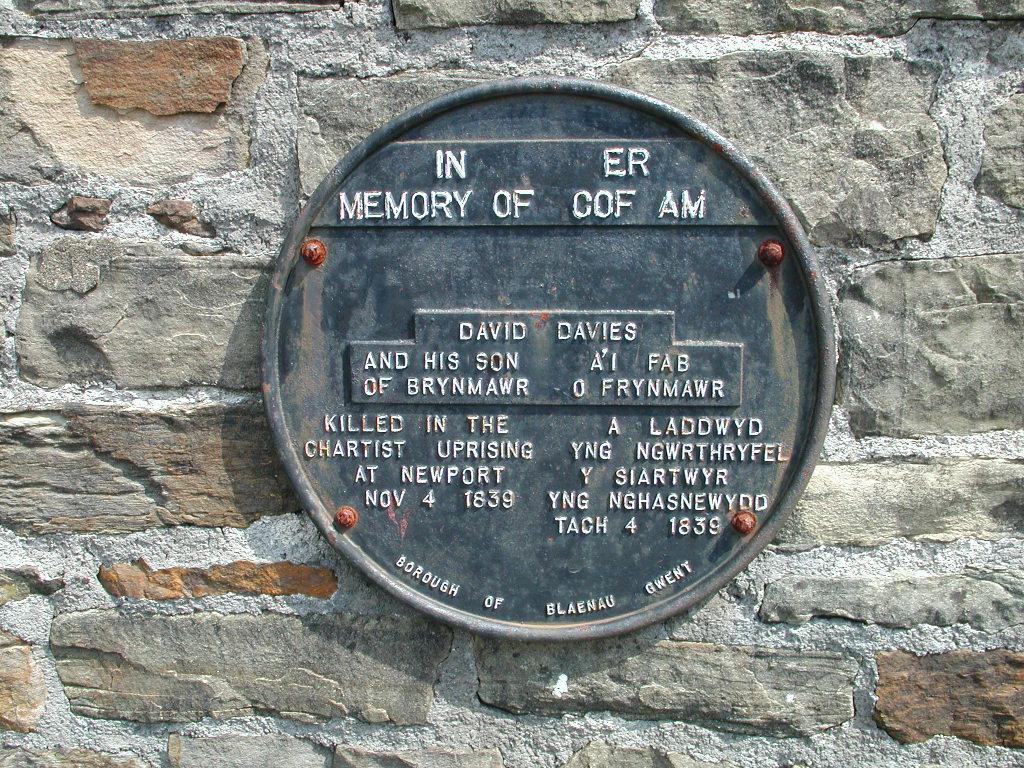 IN ER
MEMORY OF COF AM
DAVID DAVIES
AND HIS SON A'I FAB
OF BRYNMAWR O FRYNMAWR
KILLED IN THE A LADDWYD
CHARTIST UPRISING YNG NGWRTHRYFEL
AT NEWPORT Y SIARTWYR
NOV 4 1839 YNG NGHASNEWYDD
TACH 4 1839
BOROUGH OF BLAENAU GWENT